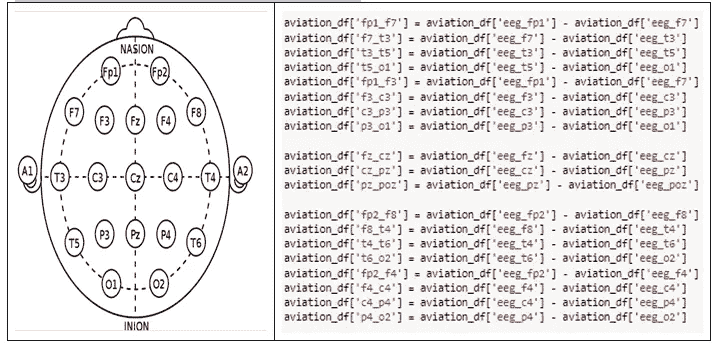 NASION
Fp1 Fp2
F7 F3 Fz F4 F8
A1 T3 C3 Cz C4 T4 A2
T5 P3 Pz P4 T6
O1 O2
INION
aviation_df['fp1_f7'] = aviation_df['eeg_fp1'] - aviation_df['eeg_f7']
aviation_df['f7_t3'] = aviation_df['eeg_f7'] - aviation_df['eeg_t3']
aviation_df['t3_t5'] = aviation_df['eeg_t3'] - aviation_df['eeg_t5']
aviation_df['t5_o1'] = aviation_df['eeg_t5'] - aviation_df['eeg_o1']
aviation_df['fp1_f3'] = aviation_df['eeg_fp1'] - aviation_df['eeg_f7']
aviation_df['f3_c3'] = aviation_df['eeg_f3'] - aviation_df['eeg_c3']
aviation_df['c3_p3'] = aviation_df['eeg_c3'] - aviation_df['eeg_p3']
aviation_df['p3_o1'] = aviation_df['eeg_p3'] - aviation_df['eeg_o1']
aviation_df['fz_cz'] = aviation_df['eeg_fz'] - aviation_df['eeg_cz']
aviation_df['cz_pz'] = aviation_df['eeg_cz'] - aviation_df['eeg_pz']
aviation_df['pz_poz'] = aviation_df['eeg_pz'] - aviation_df['eeg_poz']
aviation_df['fp2_f8'] = aviation_df['eeg_fp2'] - aviation_df['eeg_f8']
aviation_df['f8_t4'] = aviation_df['eeg_f8'] - aviation_df['eeg_t4']
aviation_df['t4_t6'] = aviation_df['eeg_t4'] - aviation_df['eeg_t6']
aviation_df['t6_o2'] = aviation_df['eeg_t6'] - aviation_df['eeg_o2']
aviation_df['fp2_f4'] = aviation_df['eeg_fp2'] - aviation_df['eeg_f4']
aviation_df['f4_c4'] = aviation_df['eeg_f4'] - aviation_df['eeg_c4']
aviation_df['c4_p4'] = aviation_df['eeg_c4'] - aviation_df['eeg_p4']
aviation_df['p4_o2'] = aviation_df['eeg_p4'] - aviation_df['eeg_o2']